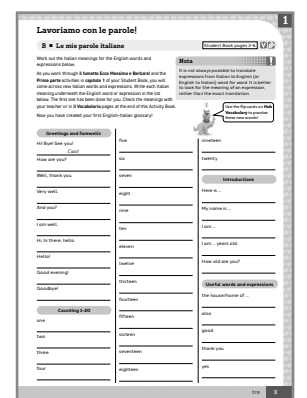 1
Lavoriamo con le parole!
B ■ Le mie parole italiane
Student Book pages 2–6
Work out the Italian meanings for the English words and
expressions below.
As you work through il fumetto Ecco Massimo e Barbara! and the
Prima parte activities in capitolo 1 of your Student Book, you will
come across new Italian words and expressions. Write each Italian
meaning underneath the English word or expression in the list
below. The first one has been done for you. Check the meanings with
your teacher or in il Vocabolario pages at the end of this Activity Book.
Now you have created your first English–Italian glossary!
Nota
It is not always possible to translate
expressions from Italian to English (or
English to Italian) word for word. It is better
to look for the meaning of an expression,
rather than the exact translation.
Use the flip cards on Hub
Vocabulary to practise
these new words!
Greetings and farewells
Hi! Bye! See you!
Ciao!
How are you?
Well, thank you.
Very well.
And you?
I am well.
Hi, hi there, hello
Hello!
Good evening!
Goodbye!
Counting 1–20
one
two
three
four
five
six
seven
eight
nine
ten
eleven
twelve
thirteen
fourteen
fifteen
sixteen
seventeen
eighteen
nineteen
twenty
Introductions
Here is ...
My name is ...
I am ...
I am ... years old.
How old are you?
Useful words and expressions
the house/home of ...
also
good
thank you
yes
tre
3